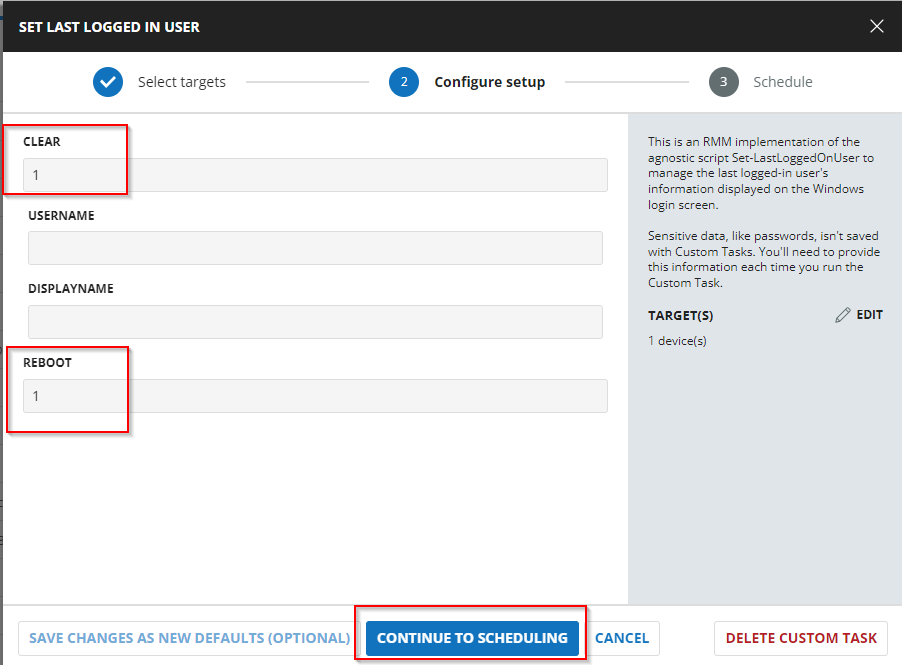 SET LAST LOGGED IN USER
Select targets
2
Configure setup
3
Schedule
CLEAR
1
USERNAME
DISPLAYNAME
REBOOT
1
This is an RMM implementation of the
agnostic script Set-LastLoggedOnUser to
manage the last logged-in user's
information displayed on the Windows
login screen.
Sensitive data, like passwords, isn't saved
with Custom Tasks. You'll need to provide
this information each time you run the
Custom Task.
TARGET(S)
EDIT
1 device(s)
SAVE CHANGES AS NEW DEFAULTS (OPTIONAL)
CONTINUE TO SCHEDULING
CANCEL
DELETE CUSTOM TASK